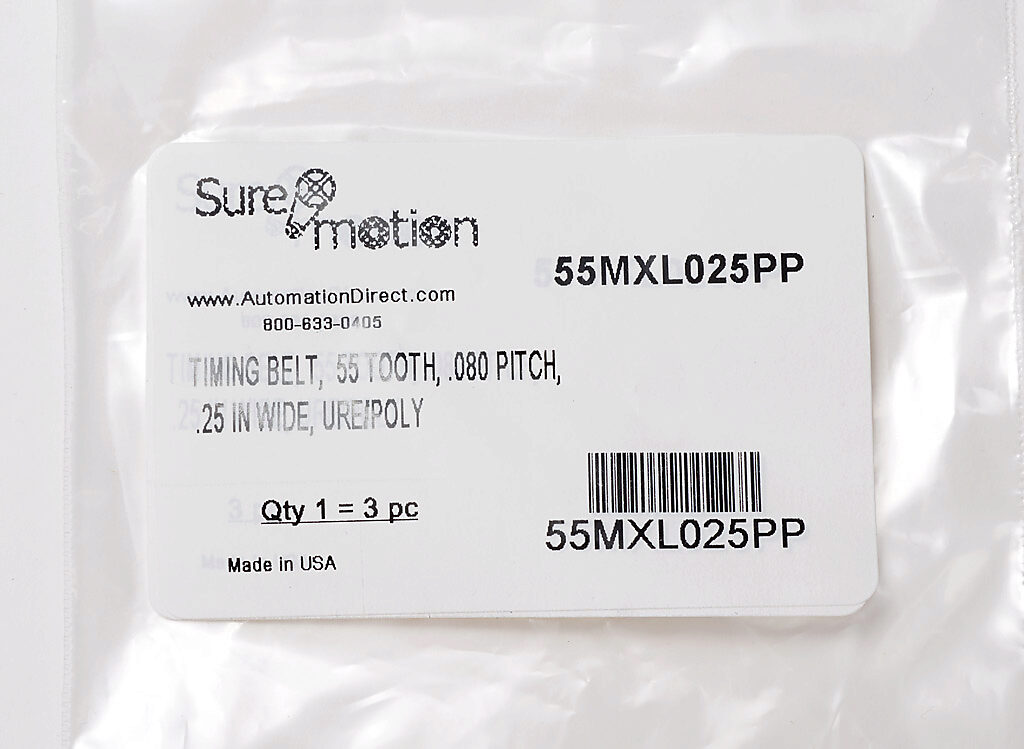 Sure motion
55MXL025PP
www.AutomationDirect.com
800-633-0405
TIMING BELT, 55 TOOTH, .080 PITCH,
.25 IN WIDE, URE/POLY
Qty 1 = 3 pc
55MXL025PP
Made in USA